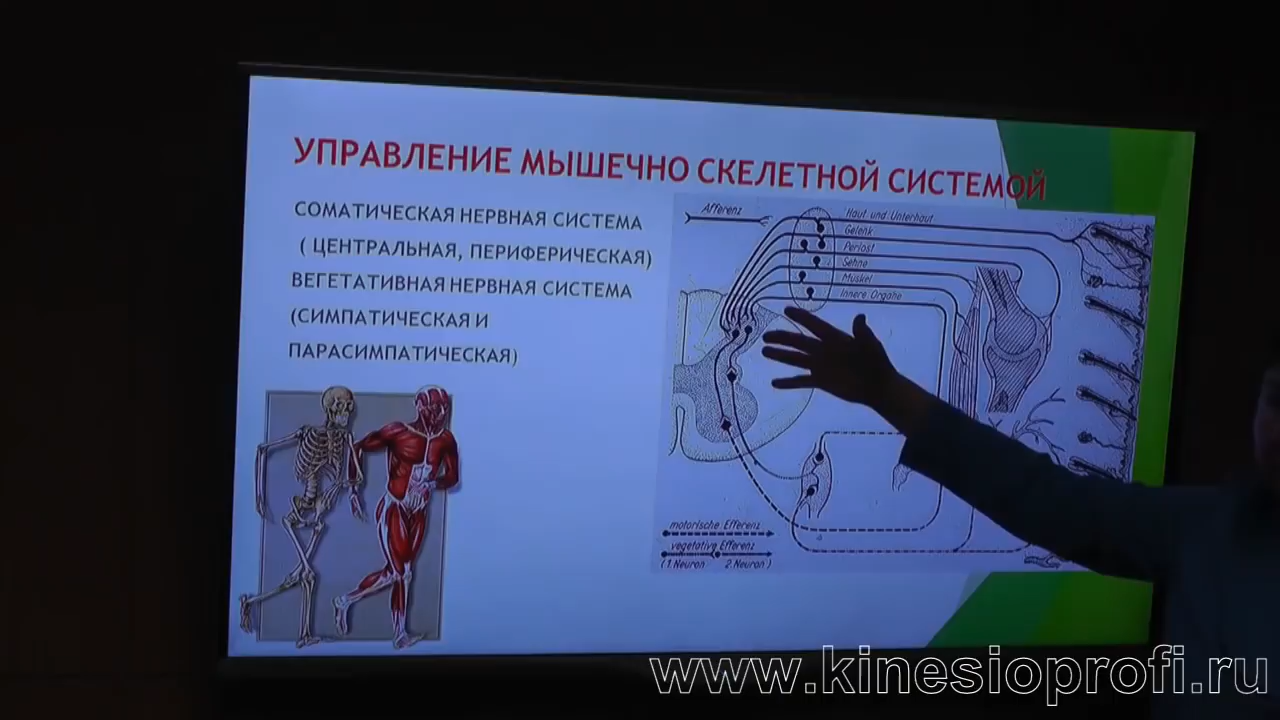 УПРАВЛЕНИЕ МЫШЕЧНО СКЕЛЕТНОЙ СИСТЕМОЙ
СОМАТИЧЕСКАЯ НЕРВНАЯ СИСТЕМА
( ЦЕНТРАЛЬНАЯ, ПЕРИФЕРИЧЕСКАЯ)
ВЕГЕТАТИВНАЯ НЕРВНАЯ СИСТЕМА
(СИМПАТИЧЕСКАЯ И
ПАРАСИМПАТИЧЕСКАЯ)
Afferenz
Haut und Unterhaut
Gelenk
Periost
Sehne
Muskel
Innere Organe
motorische Efferenz
vegetative Efferenz
(1. Neuron 2. Neuron)
www.kinesioprofi.ru